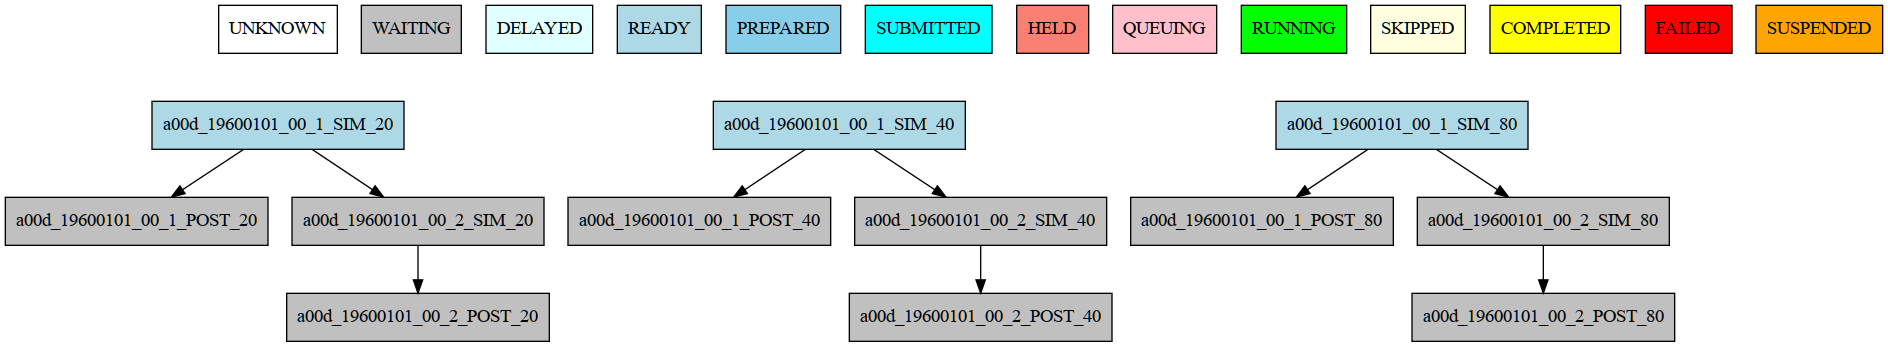 UNKNOWN WAITING DELAYED READY PREPARED SUBMITTED HELD QUEUING RUNNING SKIPPED COMPLETED FAILED SUSPENDED
a00d_19600101_00_1_SIM_20 a00d_19600101_00_1_SIM_40 a00d_19600101_00_1_SIM_80
a00d_19600101_00_1_POST_20 a00d_19600101_00_2_SIM_20 a00d_19600101_00_1_POST_40 a00d_19600101_00_2_SIM_40 a00d_19600101_00_1_POST_80 a00d_19600101_00_2_SIM_80
a00d_19600101_00_2_POST_20 a00d_19600101_00_2_POST_40 a00d_19600101_00_2_POST_80